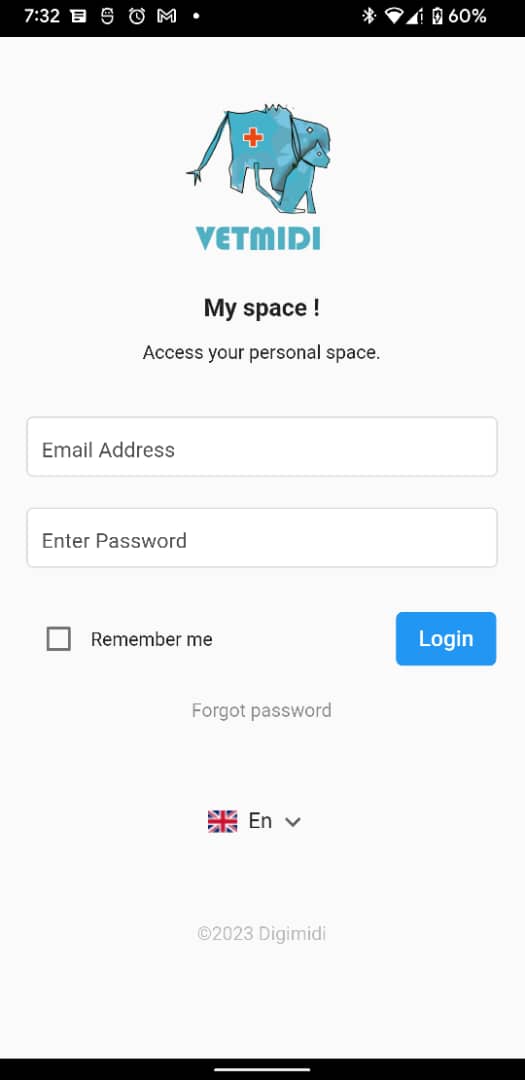 7:32
60%
VETMIDI
My space !
Access your personal space.
Email Address
Enter Password
Remember me
Login
Forgot password
En
©2023 Digimidi